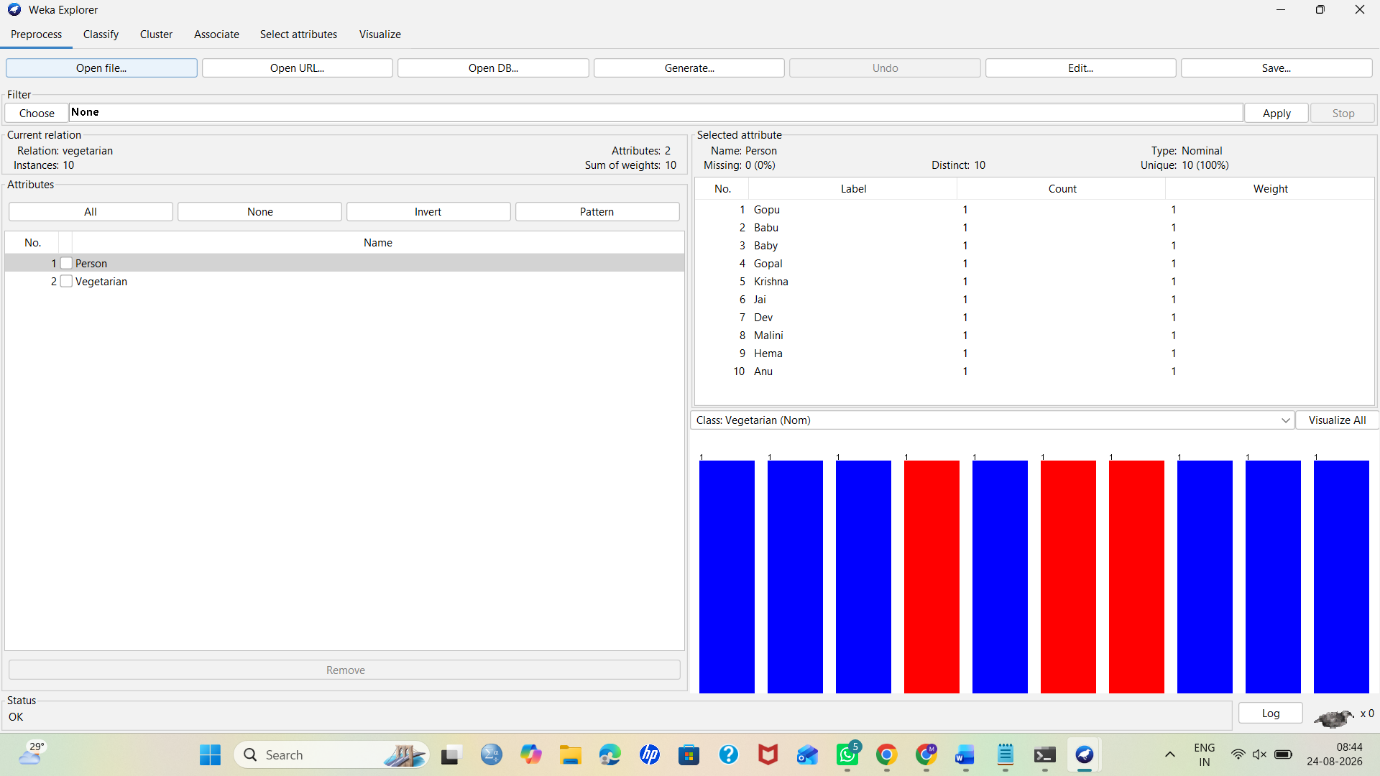 Weka Explorer
Preprocess Classify Cluster Associate Select attributes Visualize
Open file... Open URL... Open DB... Generate... Undo Edit... Save...
Filter
Choose None Apply Stop
Current relation
Relation: vegetarian Attributes: 2
Instances: 10 Sum of weights: 10
Attributes
All None Invert Pattern
No. Name
1 Person
2 Vegetarian
Remove
Selected attribute
Name: Person Type: Nominal
Missing: 0 (0%) Distinct: 10 Unique: 10 (100%)
No. Label Count Weight
1 Gopu 1 1
2 Babu 1 1
3 Baby 1 1
4 Gopal 1 1
5 Krishna 1 1
6 Jai 1 1
7 Dev 1 1
8 Malini 1 1
9 Hema 1 1
10 Anu 1 1
Class: Vegetarian (Nom) Visualize All
1 1 1 1 1 1 1 1 1 1
Status
OK Log x 0
29° Search hp ? 5 M W ENG 08:44
IN 24-08-2026